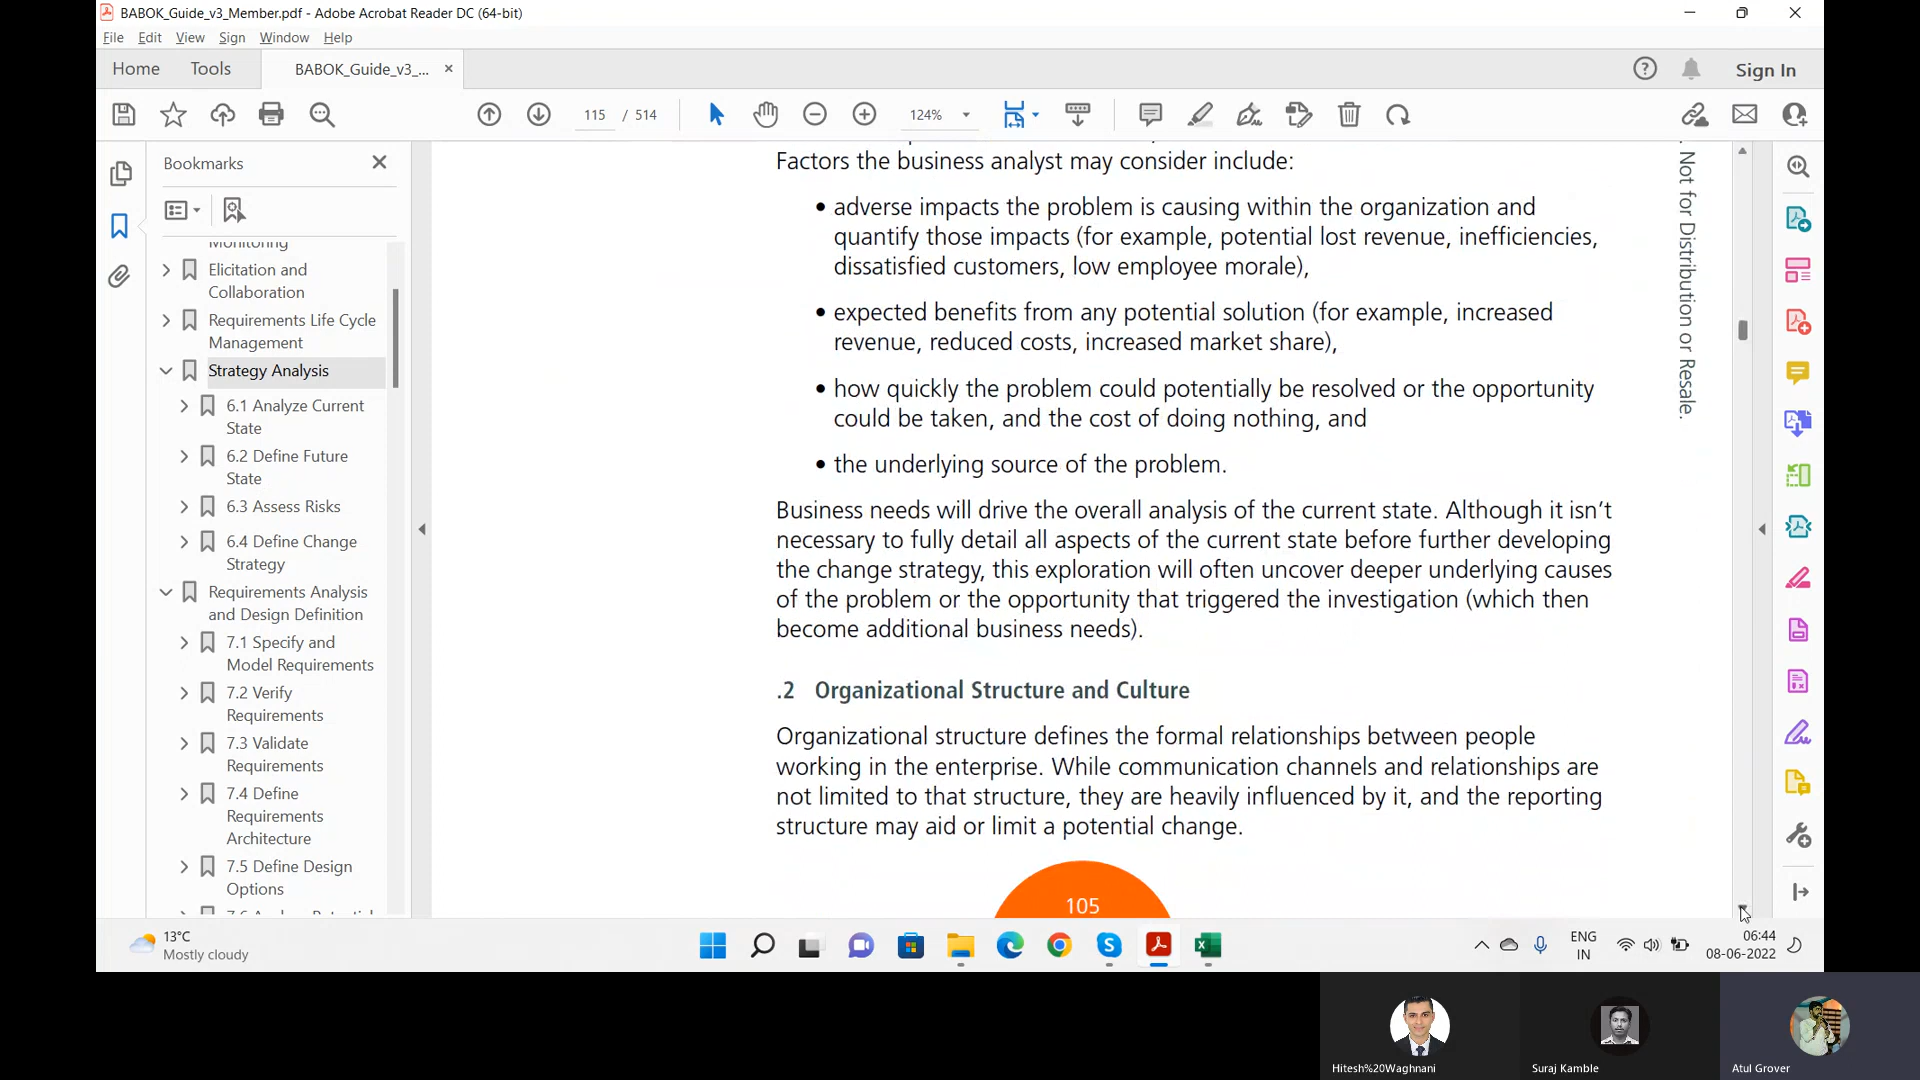 BABOK_Guide_v3_Member.pdf - Adobe Acrobat Reader DC (64-bit)
File Edit View Sign Window Help
Home Tools BABOK_Guide_v3_... × Sign In
115 / 514 124%
Bookmarks
Monitoring
Elicitation and
Collaboration
Requirements Life Cycle
Management
Strategy Analysis
6.1 Analyze Current
State
6.2 Define Future
State
6.3 Assess Risks
6.4 Define Change
Strategy
Requirements Analysis
and Design Definition
7.1 Specify and
Model Requirements
7.2 Verify
Requirements
7.3 Validate
Requirements
7.4 Define
Requirements
Architecture
7.5 Define Design
Options
Factors the business analyst may consider include:
• adverse impacts the problem is causing within the organization and
quantify those impacts (for example, potential lost revenue, inefficiencies,
dissatisfied customers, low employee morale),
• expected benefits from any potential solution (for example, increased
revenue, reduced costs, increased market share),
• how quickly the problem could potentially be resolved or the opportunity
could be taken, and the cost of doing nothing, and
• the underlying source of the problem.
Business needs will drive the overall analysis of the current state. Although it isn't
necessary to fully detail all aspects of the current state before further developing
the change strategy, this exploration will often uncover deeper underlying causes
of the problem or the opportunity that triggered the investigation (which then
become additional business needs).
.2 Organizational Structure and Culture
Organizational structure defines the formal relationships between people
working in the enterprise. While communication channels and relationships are
not limited to that structure, they are heavily influenced by it, and the reporting
structure may aid or limit a potential change.
105
. Not for Distribution or Resale.
13°C
Mostly cloudy
ENG
IN
06:44
08-06-2022
Hitesh%20Waghnani
Suraj Kamble
Atul Grover